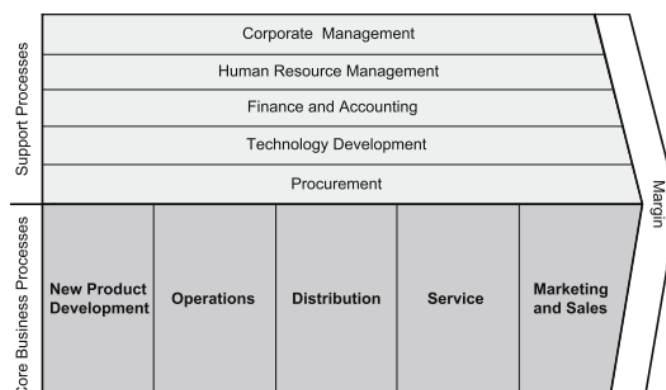 Support Processes
Corporate Management
Human Resource Management
Finance and Accounting
Technology Development
Procurement
Margin
Core Business Processes
New Product
Development
Operations
Distribution
Service
Marketing
and Sales